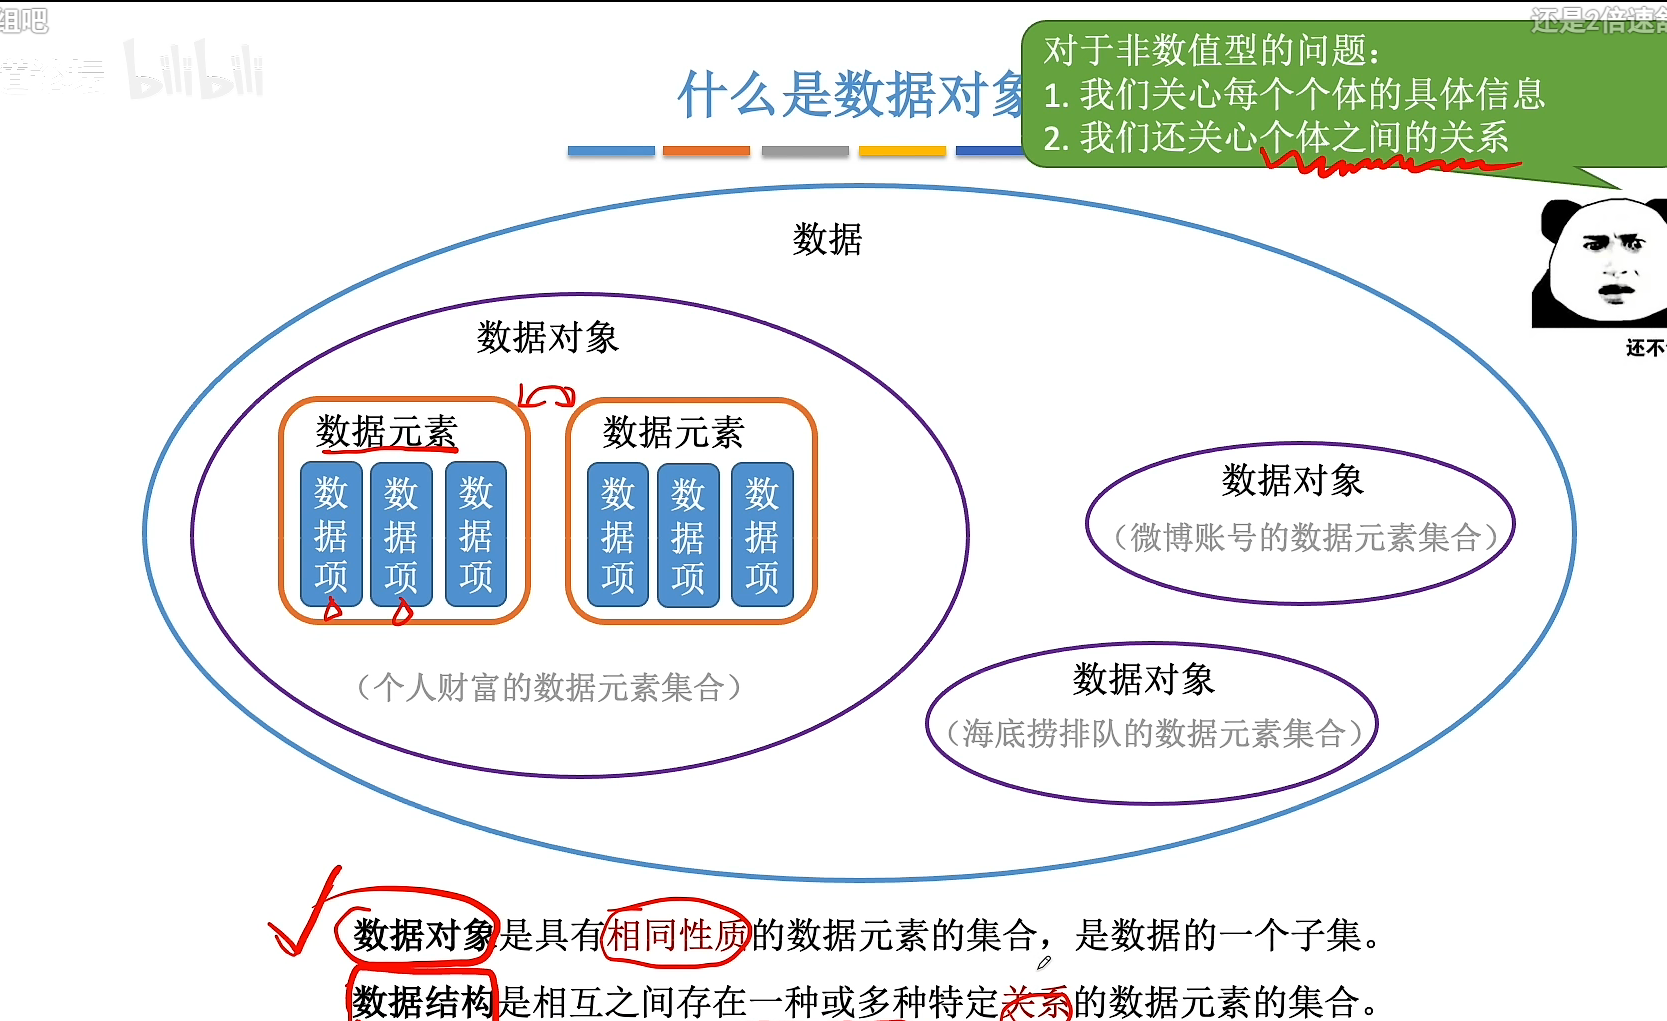 组吧
还是2倍速
bilibili
什么是数据对象
对于非数值型的问题：
1. 我们关心每个个体的具体信息
2. 我们还关心个体之间的关系
数据
还不
数据对象
数据元素
数据项
数据项
数据项
数据元素
数据项
数据项
数据项
（个人财富的数据元素集合）
数据对象
（微博账号的数据元素集合）
数据对象
（海底捞排队的数据元素集合）
数据对象是具有相同性质的数据元素的集合，是数据的一个子集。
数据结构是相互之间存在一种或多种特定关系的数据元素的集合。